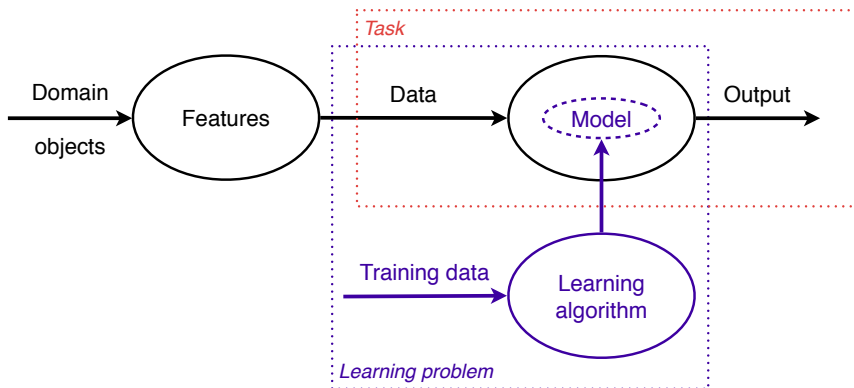 Task
Domain
objects
Features
Data
Model
Output
Training data
Learning
algorithm
Learning problem